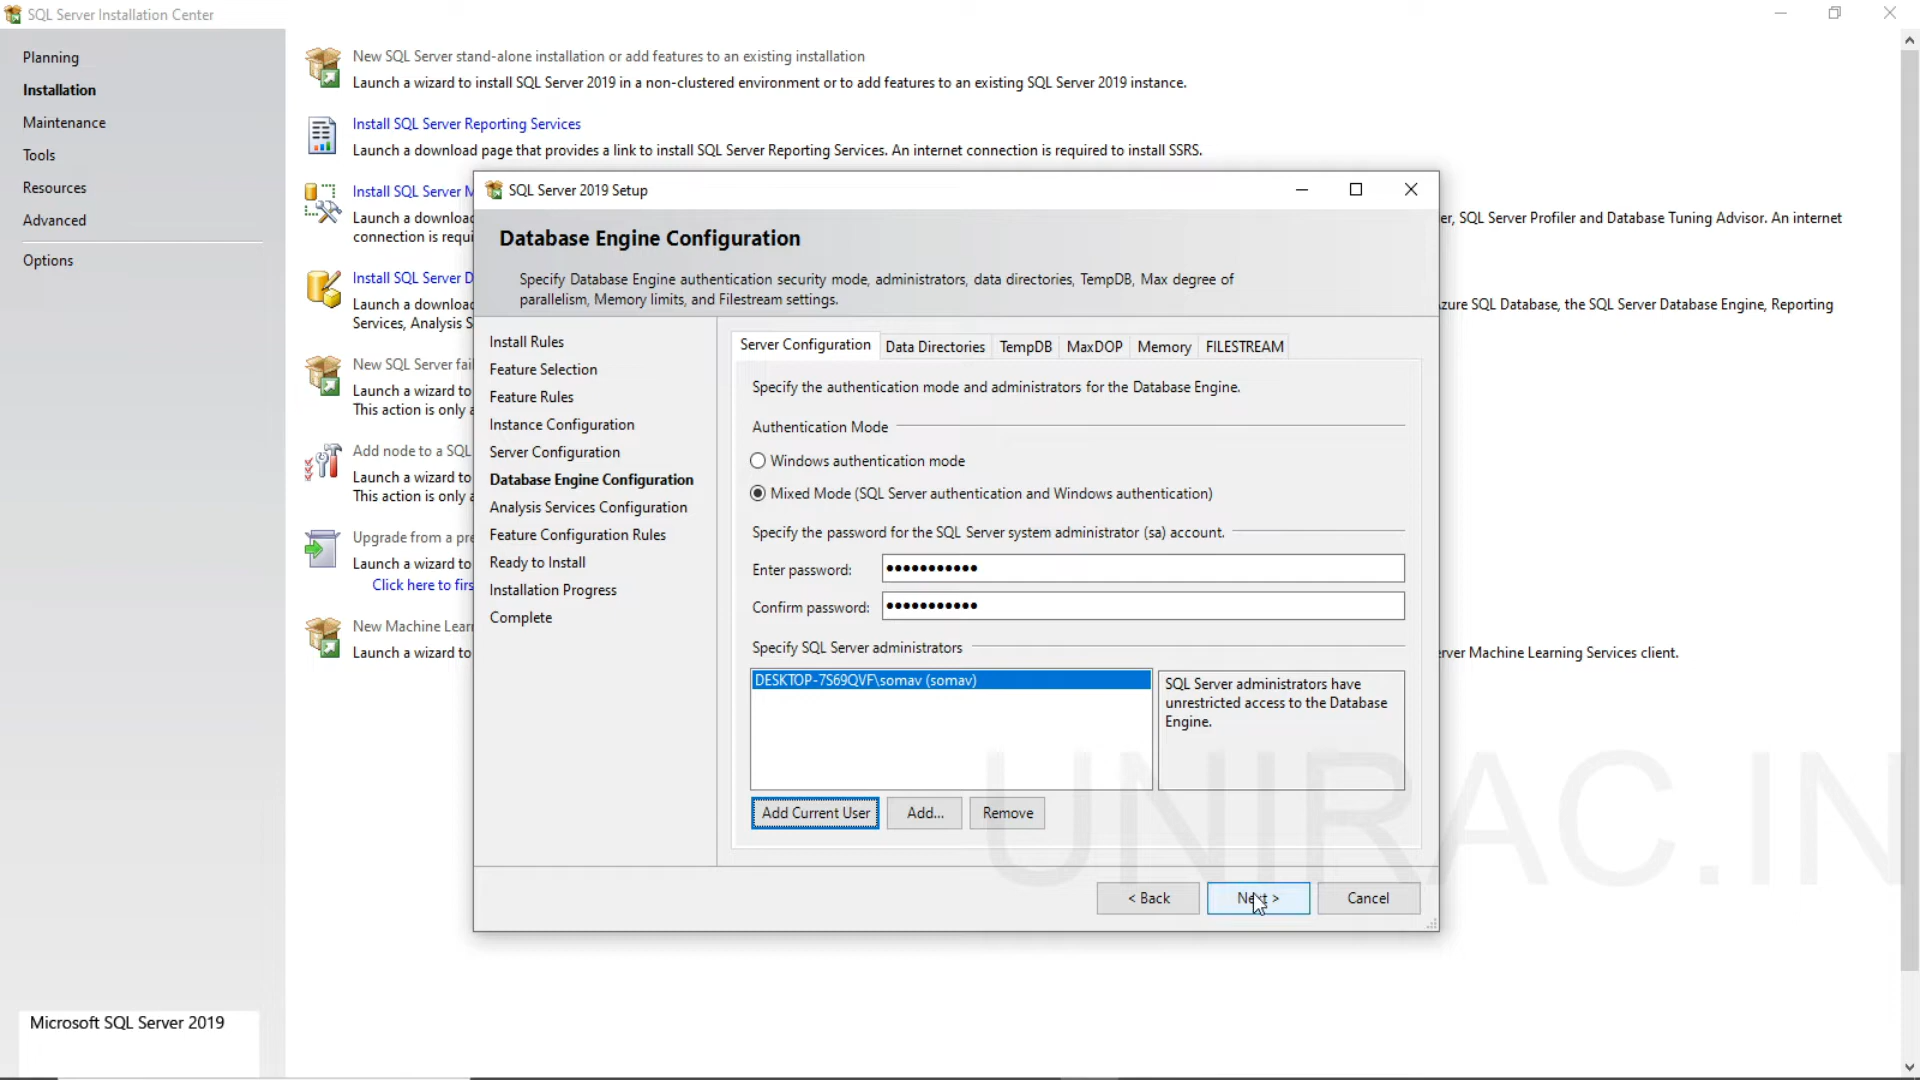 SQL Server Installation Center
Planning
Installation
Maintenance
Tools
Resources
Advanced
Options
Microsoft SQL Server 2019
New SQL Server stand-alone installation or add features to an existing installation
Launch a wizard to install SQL Server 2019 in a non-clustered environment or to add features to an existing SQL Server 2019 instance.
Install SQL Server Reporting Services
Launch a download page that provides a link to install SQL Server Reporting Services. An internet connection is required to install SSRS.
Install SQL Server M
Launch a download
er, SQL Server Profiler and Database Tuning Advisor. An internet
connection is requi
Install SQL Server D
Launch a download
Azure SQL Database, the SQL Server Database Engine, Reporting
Services, Analysis S
New SQL Server fai
Launch a wizard to
This action is only a
Add node to a SQL
Launch a wizard to
This action is only a
Upgrade from a pre
Launch a wizard to
Click here to firs
New Machine Learn
Launch a wizard to
erver Machine Learning Services client.
SQL Server 2019 Setup
Database Engine Configuration
Specify Database Engine authentication security mode, administrators, data directories, TempDB, Max degree of
parallelism, Memory limits, and Filestream settings.
Install Rules
Feature Selection
Feature Rules
Instance Configuration
Server Configuration
Database Engine Configuration
Analysis Services Configuration
Feature Configuration Rules
Ready to Install
Installation Progress
Complete
Server Configuration Data Directories TempDB MaxDOP Memory FILESTREAM
Specify the authentication mode and administrators for the Database Engine.
Authentication Mode
Windows authentication mode
Mixed Mode (SQL Server authentication and Windows authentication)
Specify the password for the SQL Server system administrator (sa) account.
Enter password: ●●●●●●●●●●●
Confirm password: ●●●●●●●●●●●
Specify SQL Server administrators
DESKTOP-7S69QVF\somav (somav)
SQL Server administrators have
unrestricted access to the Database
Engine.
Add Current User Add... Remove
< Back Next > Cancel
UNIRAC.IN